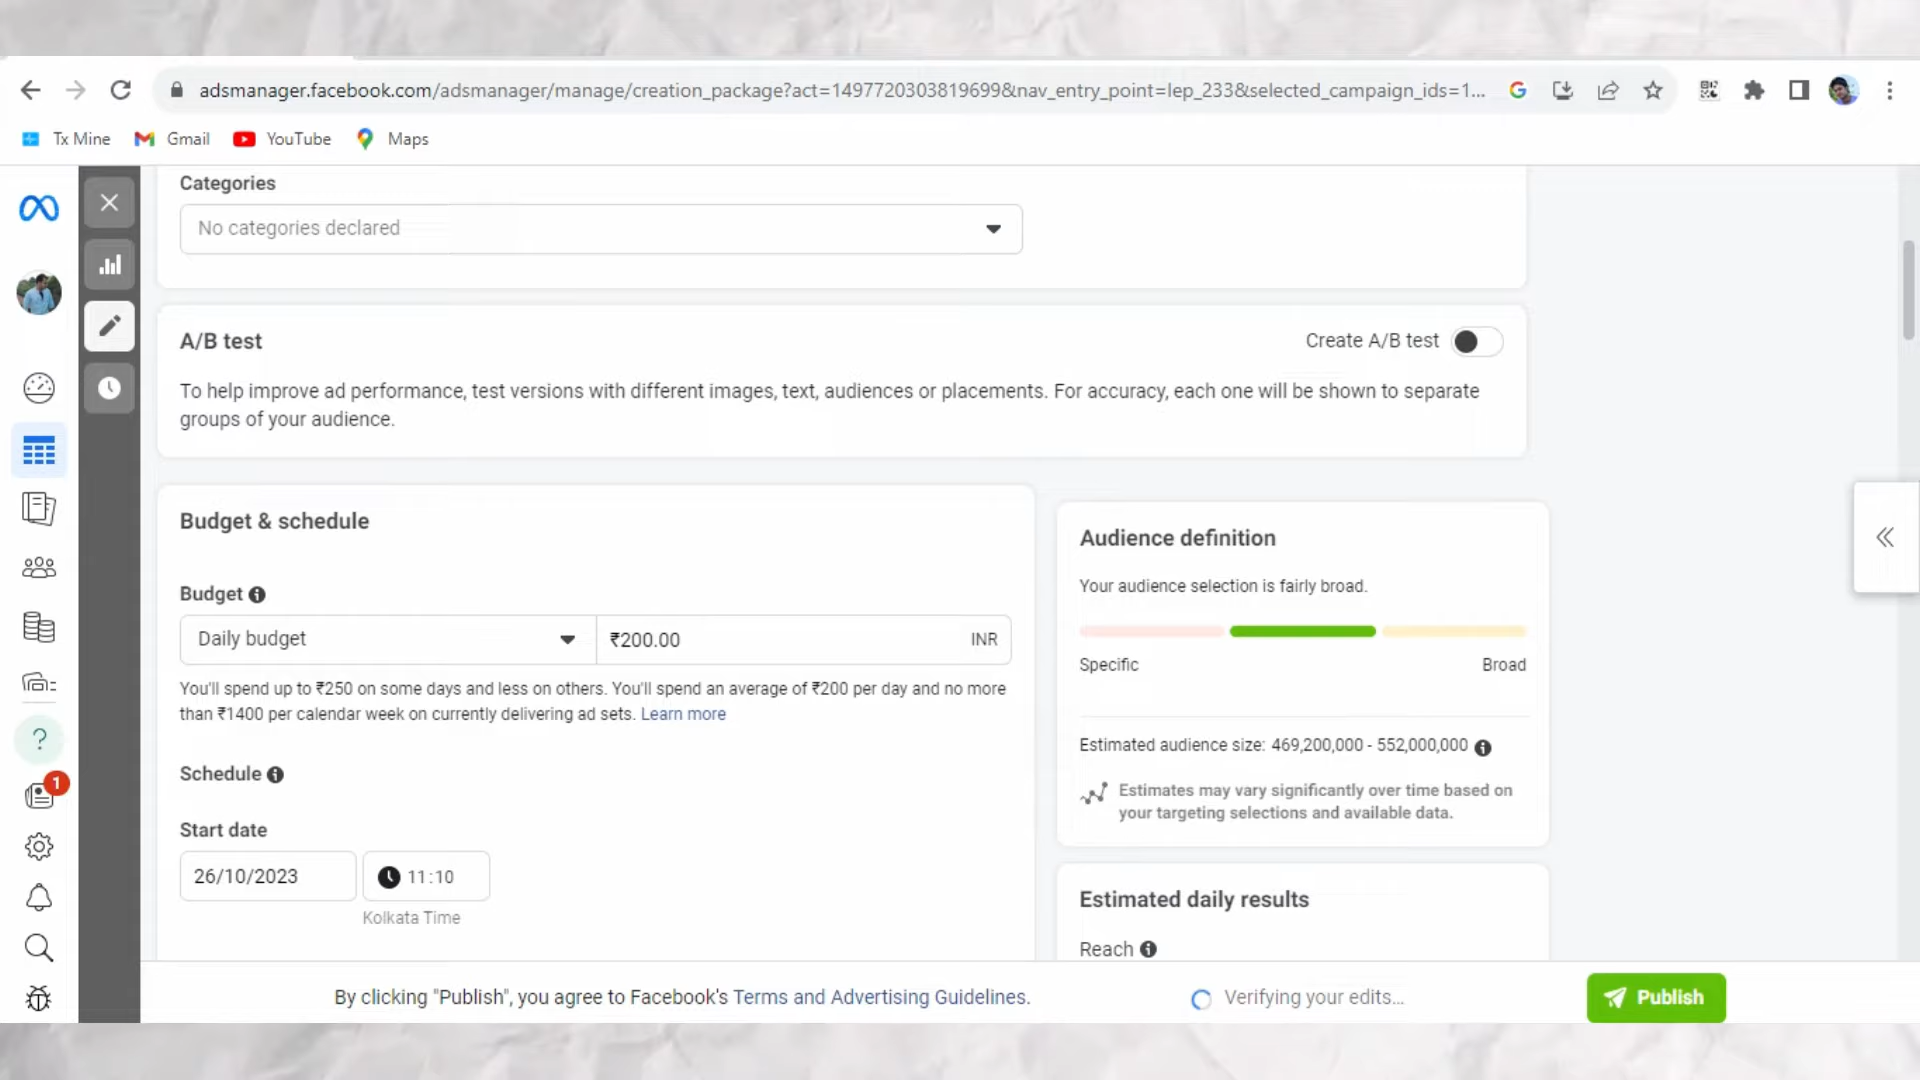 adsmanager.facebook.com/adsmanager/manage/creation_package?act=1497720303819699&nav_entry_point=lep_233&selected_campaign_ids=1...
Tx Mine
Gmail
YouTube
Maps
Categories
No categories declared
A/B test
Create A/B test
To help improve ad performance, test versions with different images, text, audiences or placements. For accuracy, each one will be shown to separate
groups of your audience.
Budget & schedule
Budget
Daily budget
₹200.00
INR
You'll spend up to ₹250 on some days and less on others. You'll spend an average of ₹200 per day and no more
than ₹1400 per calendar week on currently delivering ad sets. Learn more
Schedule
Start date
26/10/2023
11:10
Kolkata Time
Audience definition
Your audience selection is fairly broad.
Specific
Broad
Estimated audience size: 469,200,000 - 552,000,000
Estimates may vary significantly over time based on
your targeting selections and available data.
Estimated daily results
Reach
1
By clicking "Publish", you agree to Facebook's Terms and Advertising Guidelines.
Verifying your edits...
Publish